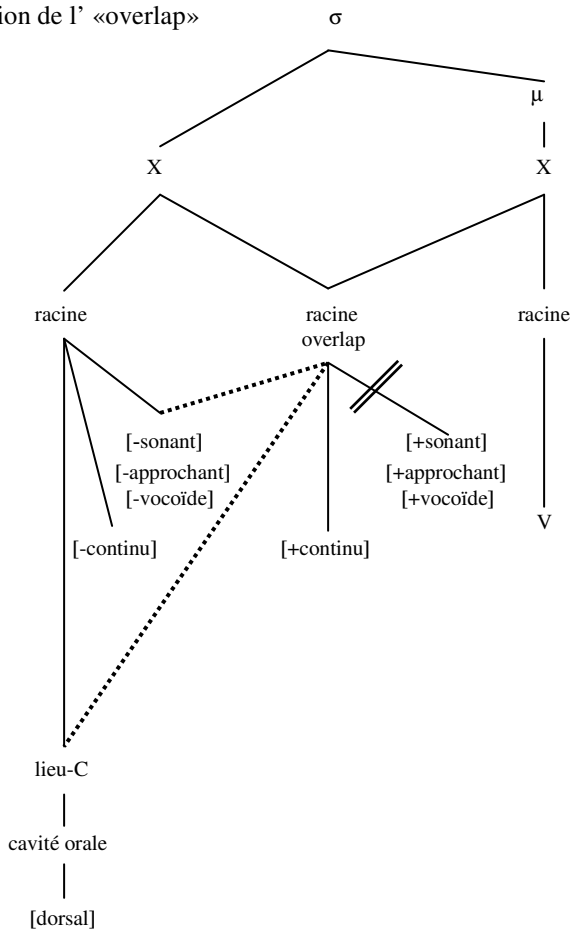 ion de l’ «overlap» σ
μ
X X
racine racine racine
overlap
[-sonant] [+sonant]
[-approchant] [+approchant]
[-vocoïde] [+vocoïde]
V
[-continu] [+continu]
lieu-C
cavité orale
[dorsal]